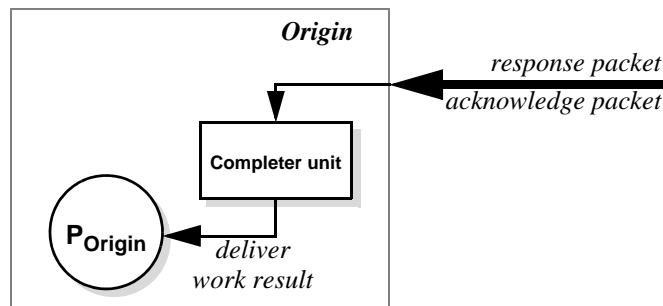 Origin
response packet
acknowledge packet
Completer unit
POrigin
deliver
work result